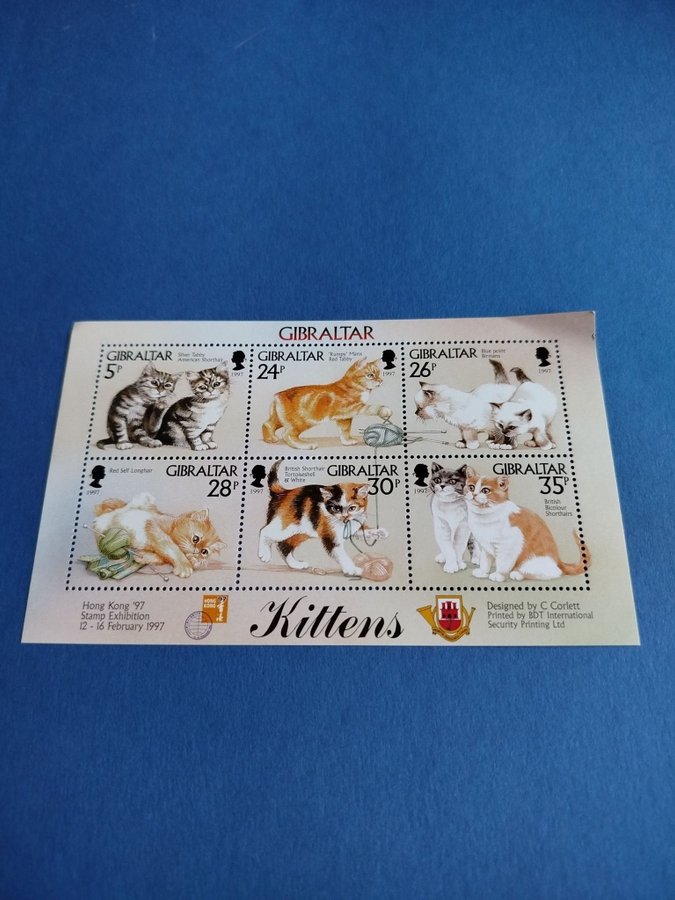 GIBRALTAR
GIBRALTAR
5P
Silver Tabby
American Shorthair
1997
GIBRALTAR
24P
'Rumpy' Manx
Red Tabby
1997
GIBRALTAR
26P
Blue point
Birmans
1997
Red Self Longhair
1997
GIBRALTAR
28P
1997
British Shorthair
Tortoiseshell
& White
GIBRALTAR
30P
1997
GIBRALTAR
35P
British
Bicolour
Shorthairs
Hong Kong '97
Stamp Exhibition
12 - 16 February 1997
HONG
KONG
97
Kittens
Designed by C Corlett
Printed by BDT International
Security Printing Ltd